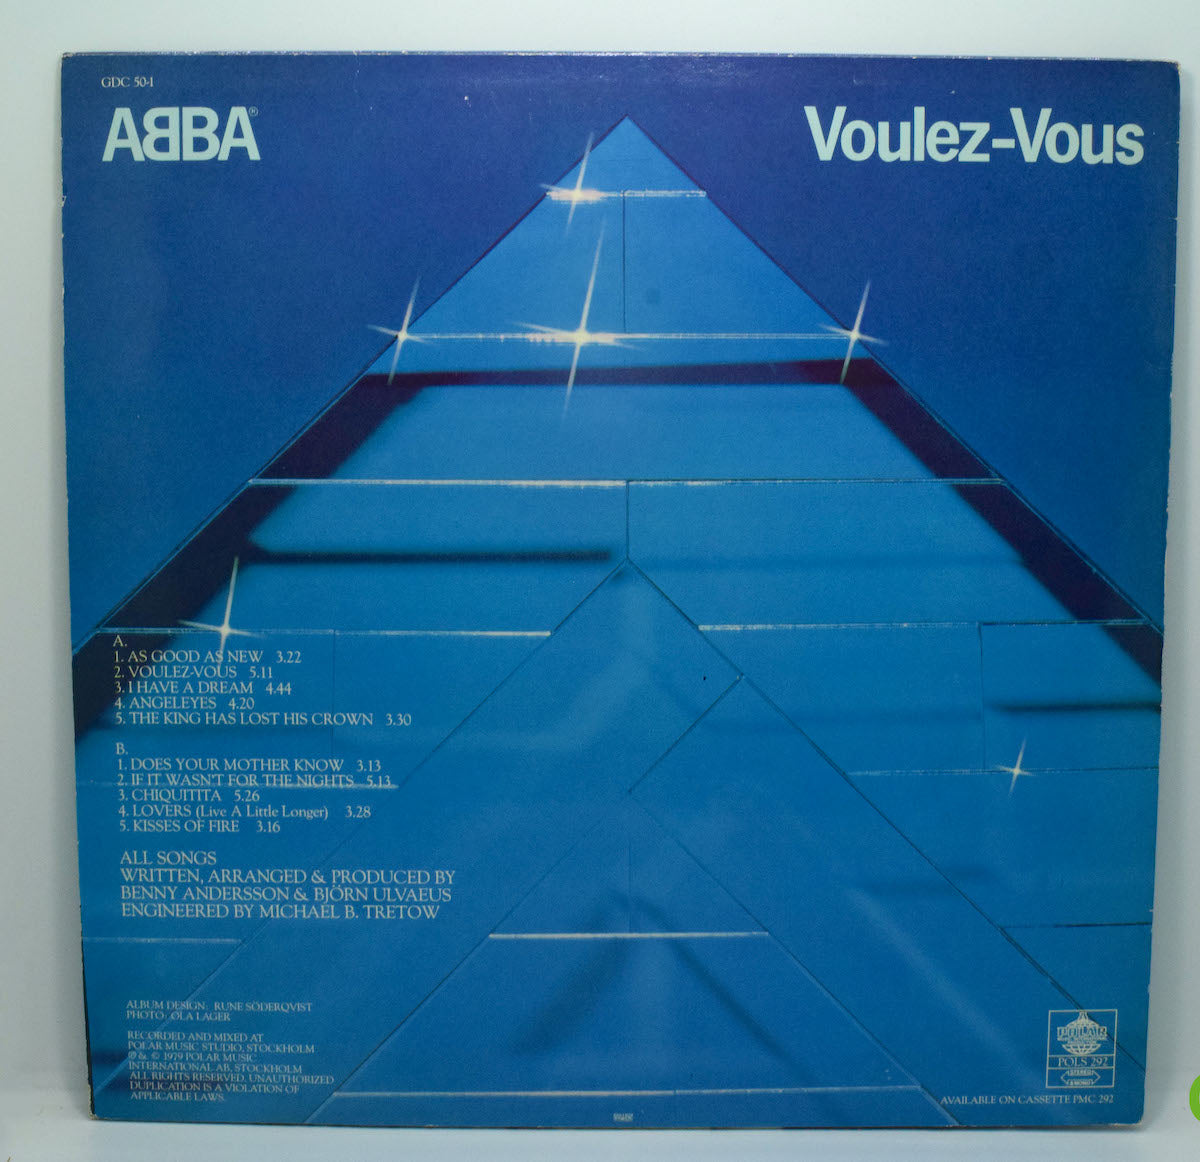 GDC 50-1
ABBA®
Voulez-Vous
A.
1. AS GOOD AS NEW 3.22
2. VOULEZ-VOUS 5.11
3. I HAVE A DREAM 4.44
4. ANGELEYES 4.20
5. THE KING HAS LOST HIS CROWN 3.30
B.
1. DOES YOUR MOTHER KNOW 3.13
2. IF IT WASN'T FOR THE NIGHTS 5.13
3. CHIQUITITA 5.26
4. LOVERS (Live A Little Longer) 3.28
5. KISSES OF FIRE 3.16
ALL SONGS
WRITTEN, ARRANGED & PRODUCED BY
BENNY ANDERSSON & BJÖRN ULVAEUS
ENGINEERED BY MICHAEL B. TRETOW
ALBUM DESIGN: RUNE SÖDERQVIST
PHOTO: OLA LAGER
RECORDED AND MIXED AT
POLAR MUSIC STUDIO, STOCKHOLM
℗ & © 1979 POLAR MUSIC
INTERNATIONAL AB, STOCKHOLM
ALL RIGHTS RESERVED. UNAUTHORIZED
DUPLICATION IS A VIOLATION OF
APPLICABLE LAWS.
POLAR
POLS 292
STEREO
& MONO
AVAILABLE ON CASSETTE PMC 292